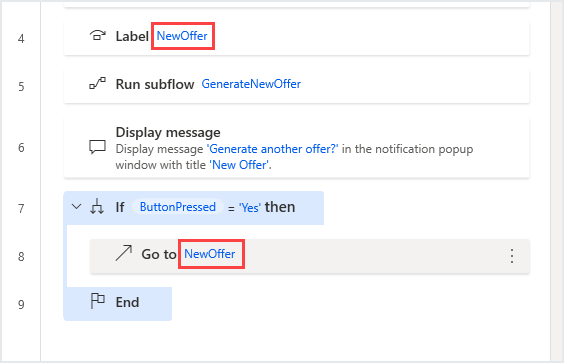 4 Label NewOffer
5 Run subflow GenerateNewOffer
Display message
6 Display message 'Generate another offer?' in the notification popup
window with title 'New Offer'.
7 If ButtonPressed = 'Yes' then
8 Go to NewOffer
9 End